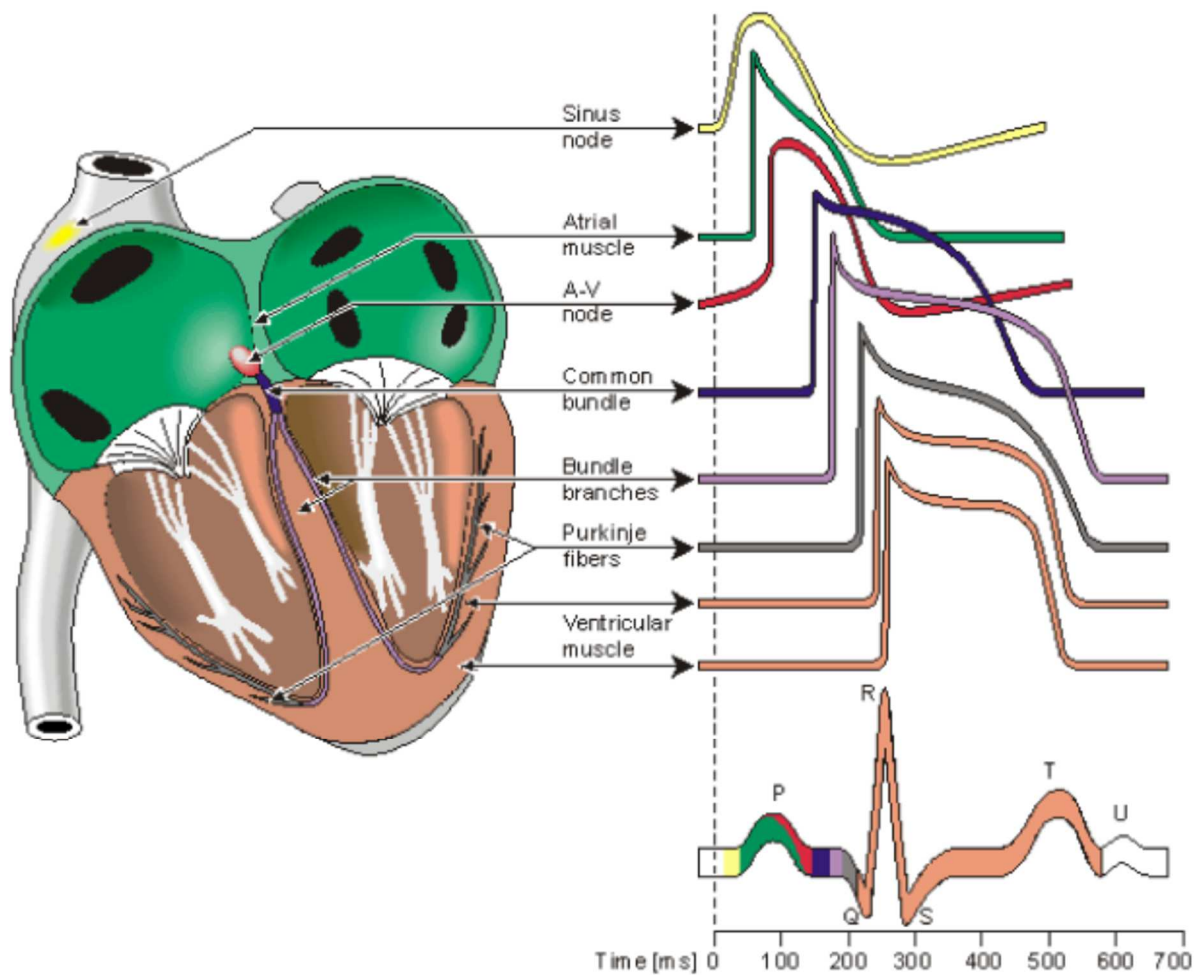 Sinus
node
Atrial
muscle
A-V
node
Common
bundle
Bundle
branches
Purkinje
fibers
Ventricular
muscle
R
P
T
U
Q
S
Time [ms] 0 100 200 300 400 500 600 700